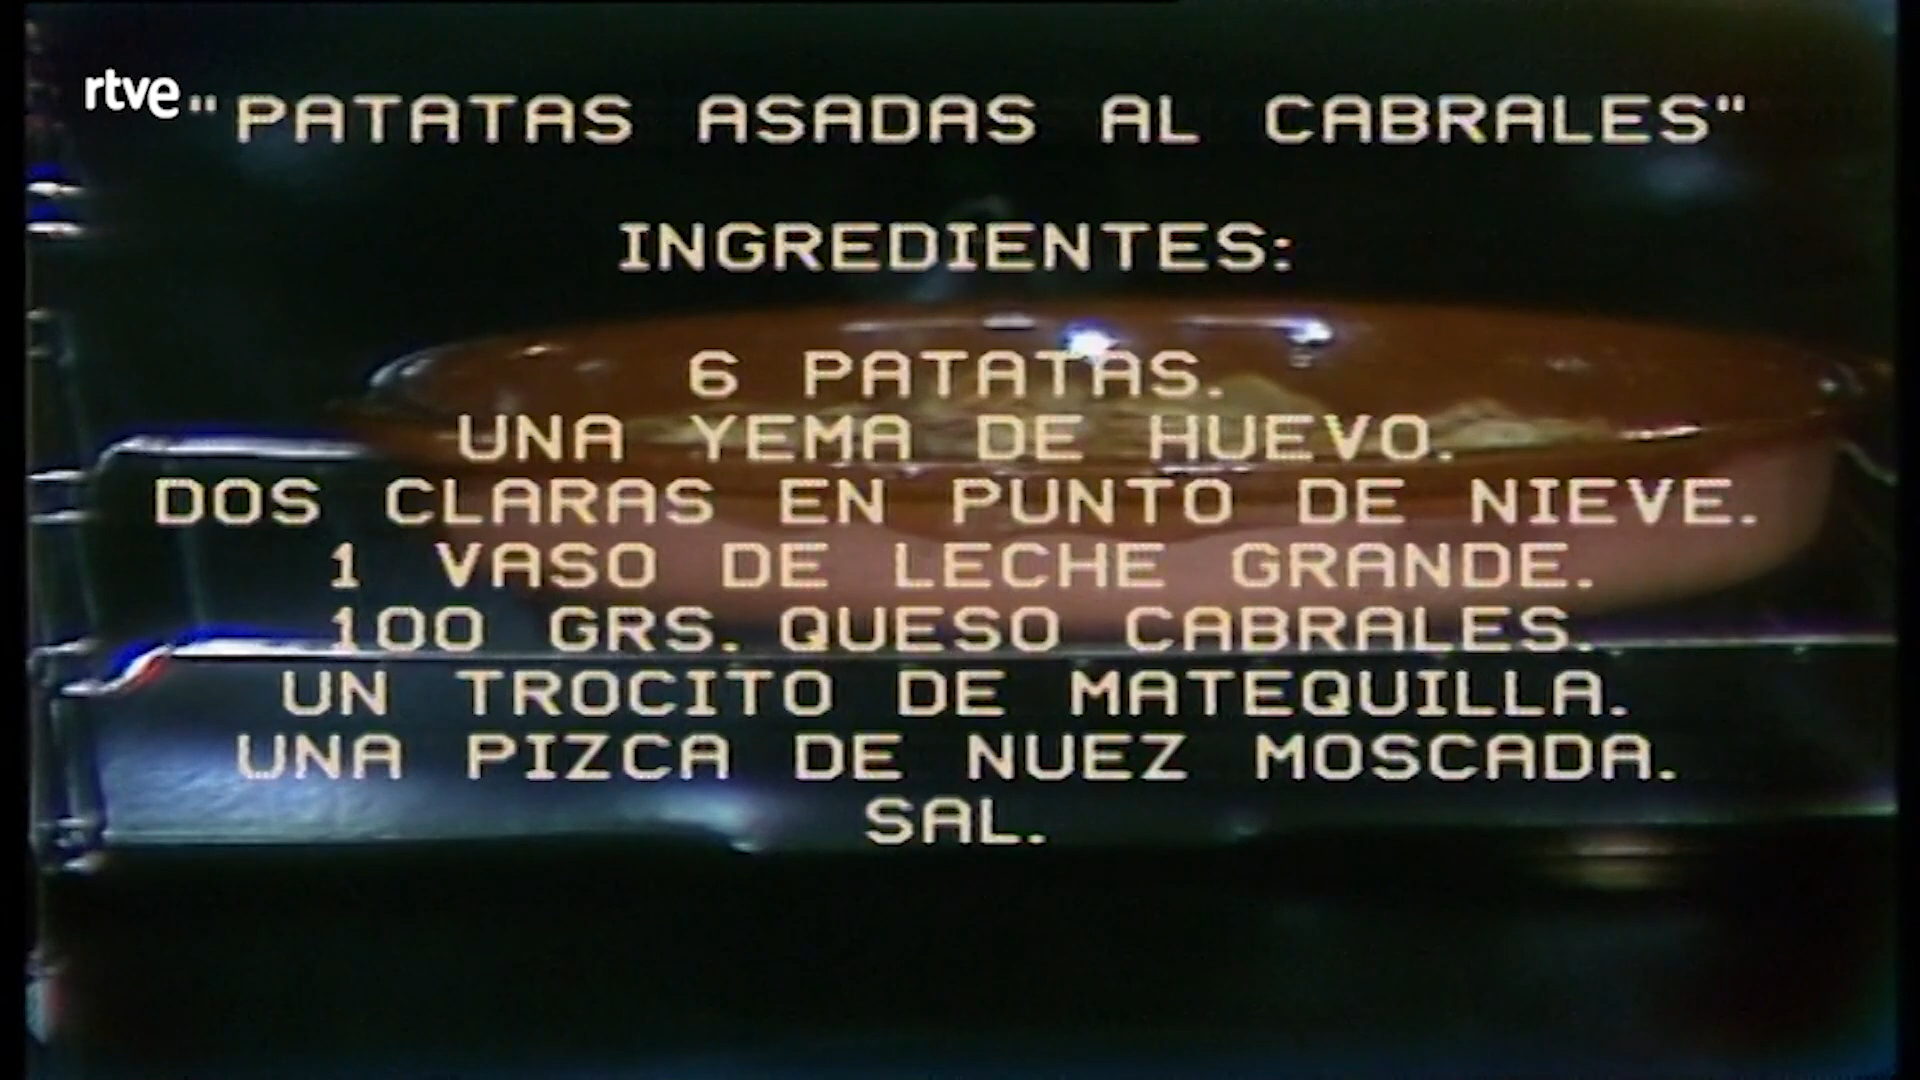 rtve
"PATATAS ASADAS AL CABRALES"
INGREDIENTES:
6 PATATAS.
UNA YEMA DE HUEVO.
DOS CLARAS EN PUNTO DE NIEVE.
1 VASO DE LECHE GRANDE.
100 GRS. QUESO CABRALES.
UN TROCITO DE MATEQUILLA.
UNA PIZCA DE NUEZ MOSCADA.
SAL.